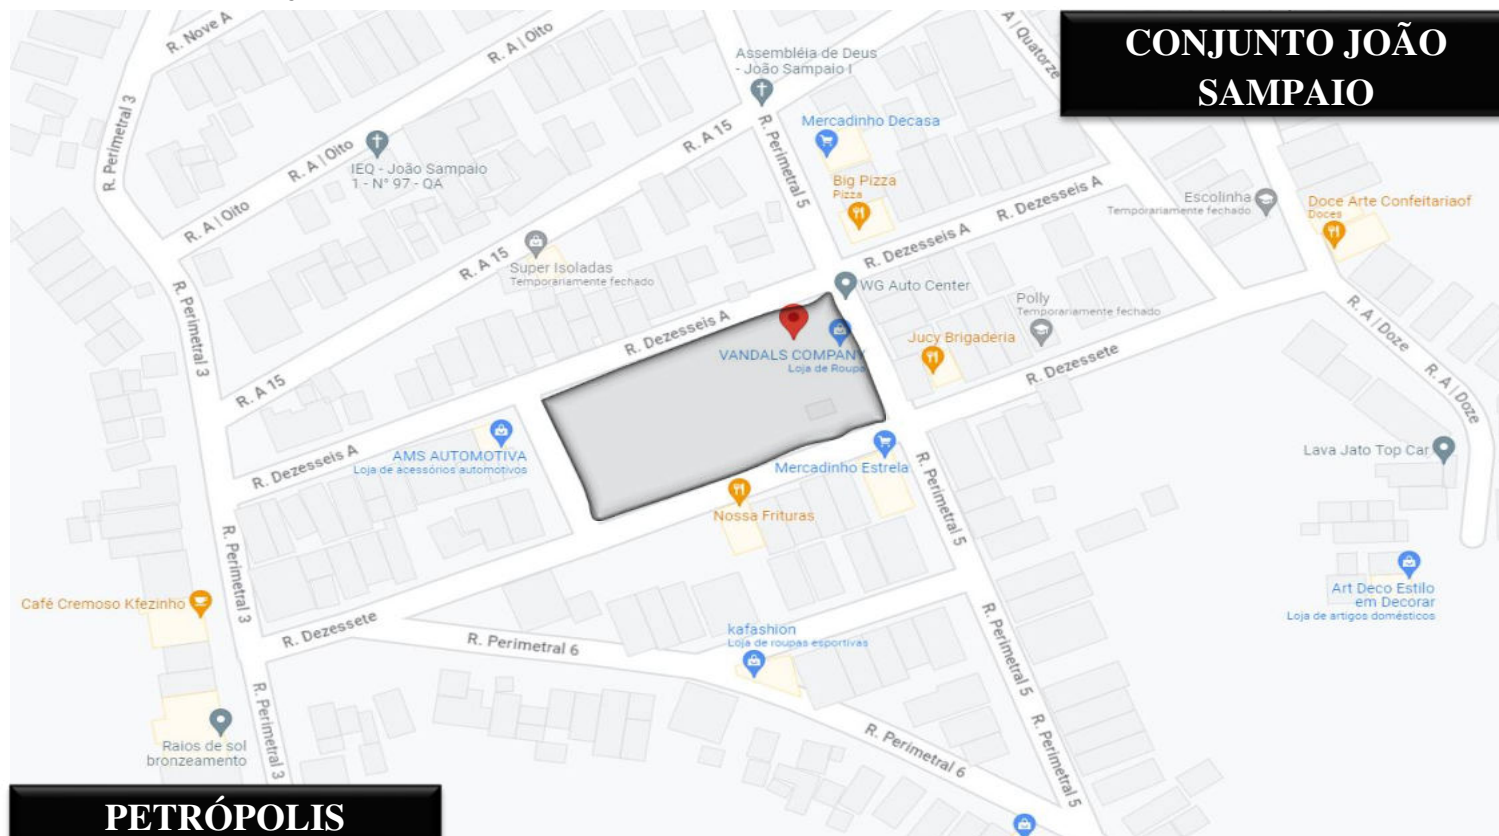 CONJUNTO JOÃO
SAMPAIO
R. Nove A
R. A | Oito
A | Quatorze
Assembléia de Deus
- João Sampaio I
R. Perimetral 3
Mercadinho Decasa
R. A 15
R. Perimetral 5
R. A | Oito
IEQ - João Sampaio
1 - N° 97 - QA
Big Pizza
Pizza
R. Dezesseis A
Escolinha
Temporariamente fechado
Doce Arte Confeitariaof
Doces
R. A | Oito
R. Dezesseis A
R. A 15
Super Isoladas
Temporariamente fechado
WG Auto Center
R. Perimetral 3
Polly
Temporariamente fechado
R. A | Doze
R. Dezesseis A
VANDALS COMPANY
Loja de Roupa
Jucy Brigaderia
R. Dezessete
R. A 15
R. A | Doze
AMS AUTOMOTIVA
Loja de acessórios automotivos
R. Dezesseis A
Mercadinho Estrela
Lava Jato Top Car
R. Perimetral 5
Nossa Frituras
R. Perimetral 3
Café Cremoso Kfezinho
Art Deco Estilo
em Decorar
Loja de artigos domésticos
R. Dezessete
R. Perimetral 6
kafashion
Loja de roupas esportivas
R. Perimetral 5
R. Perimetral 3
Raios de sol
bronzeamento
R. Perimetral 6
R. Perimetral 5
PETRÓPOLIS